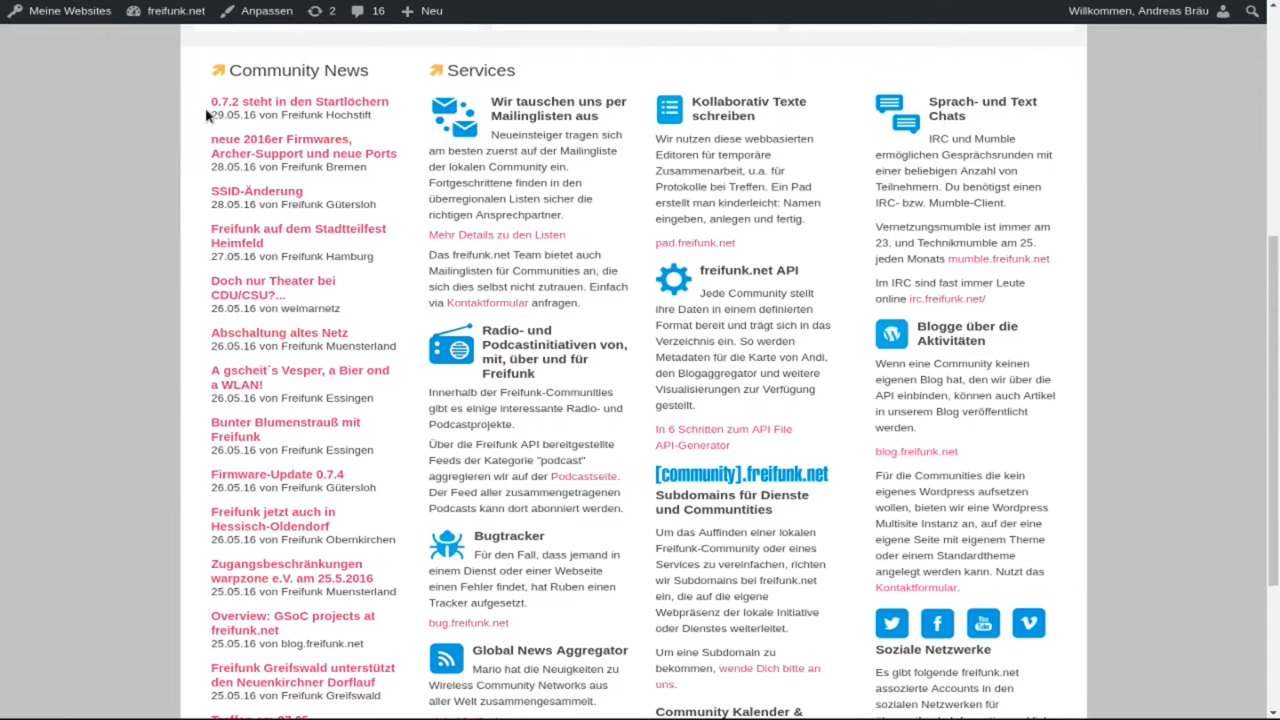 Meine Websites freifunk.net Anpassen 2 16 Neu Willkommen, Andreas Bräu
Community News
0.7.2 steht in den Startlöchern
29.05.16 von Freifunk Hochstift
neue 2016er Firmwares,
Archer-Support und neue Ports
28.05.16 von Freifunk Bremen
SSID-Änderung
28.05.16 von Freifunk Gütersloh
Freifunk auf dem Stadtteilfest
Heimfeld
27.05.16 von Freifunk Hamburg
Doch nur Theater bei
CDU/CSU?...
26.05.16 von weimarnetz
Abschaltung altes Netz
26.05.16 von Freifunk Muensterland
A gscheit´s Vesper, a Bier ond
a WLAN!
26.05.16 von Freifunk Essingen
Bunter Blumenstrauß mit
Freifunk
26.05.16 von Freifunk Essingen
Firmware-Update 0.7.4
26.05.16 von Freifunk Gütersloh
Freifunk jetzt auch in
Hessisch-Oldendorf
26.05.16 von Freifunk Obernkirchen
Zugangsbeschränkungen
warpzone e.V. am 25.5.2016
25.05.16 von Freifunk Muensterland
Overview: GSoC projects at
freifunk.net
25.05.16 von blog.freifunk.net
Freifunk Greifswald unterstützt
den Neuenkirchner Dorflauf
25.05.16 von Freifunk Greifswald
Services
Wir tauschen uns per
Mailinglisten aus
Neueinsteiger tragen sich
am besten zuerst auf der Mailingliste
der lokalen Community ein.
Fortgeschrittene finden in den
überregionalen Listen sicher die
richtigen Ansprechpartner.
Mehr Details zu den Listen
Das freifunk.net Team bietet auch
Mailinglisten für Communities an, die
sich dies selbst nicht zutrauen. Einfach
via Kontaktformular anfragen.
Radio- und
Podcastinitiativen von,
mit, über und für
Freifunk
Innerhalb der Freifunk-Communities
gibt es einige interessante Radio- und
Podcastprojekte.
Über die Freifunk API bereitgestellte
Feeds der Kategorie "podcast"
aggregieren wir auf der Podcastseite.
Der Feed aller zusammengetragenen
Podcasts kann dort abonniert werden.
Bugtracker
Für den Fall, dass jemand in
einem Dienst oder einer Webseite
einen Fehler findet, hat Ruben einen
Tracker aufgesetzt.
bug.freifunk.net
Global News Aggregator
Mario hat die Neuigkeiten zu
Wireless Community Networks aus
aller Welt zusammengesammelt.
Kollaborativ Texte
schreiben
Wir nutzen diese webbasierten
Editoren für temporäre
Zusammenarbeit, u.a. für
Protokolle bei Treffen. Ein Pad
erstellt man kinderleicht: Namen
eingeben, anlegen und fertig.
pad.freifunk.net
freifunk.net API
Jede Community stellt
ihre Daten in einem definierten
Format bereit und trägt sich in das
Verzeichnis ein. So werden
Metadaten für die Karte von Andi,
den Blogaggregator und weitere
Visualisierungen zur Verfügung
gestellt.
In 6 Schritten zum API File
API-Generator
[community].freifunk.net
Subdomains für Dienste
und Communtities
Um das Auffinden einer lokalen
Freifunk-Community oder eines
Services zu vereinfachen, richten
wir Subdomains bei freifunk.net
ein, die auf die eigene
Webpräsenz der lokale Initiative
oder Dienstes weiterleitet.
Um eine Subdomain zu
bekommen, wende Dich bitte an
uns.
Community Kalender &
Sprach- und Text
Chats
IRC und Mumble
ermöglichen Gesprächsrunden mit
einer beliebigen Anzahl von
Teilnehmern. Du benötigst einen
IRC- bzw. Mumble-Client.
Vernetzungsmumble ist immer am
23. und Technikmumble am 25.
jeden Monats mumble.freifunk.net
Im IRC sind fast immer Leute
online irc.freifunk.net/
Blogge über die
Aktivitäten
Wenn eine Community keinen
eigenen Blog hat, den wir über die
API einbinden, können auch Artikel
in unserem Blog veröffentlicht
werden.
blog.freifunk.net
Für die Communities die kein
eigenes Wordpress aufsetzen
wollen, bieten wir eine Wordpress
Multisite Instanz an, auf der eine
eigene Seite mit eigenem Theme
oder einem Standardtheme
angelegt werden kann. Nutzt das
Kontaktformular.
You
Tube
Soziale Netzwerke
Es gibt folgende freifunk.net
assozierte Accounts in den
sozialen Netzwerken für